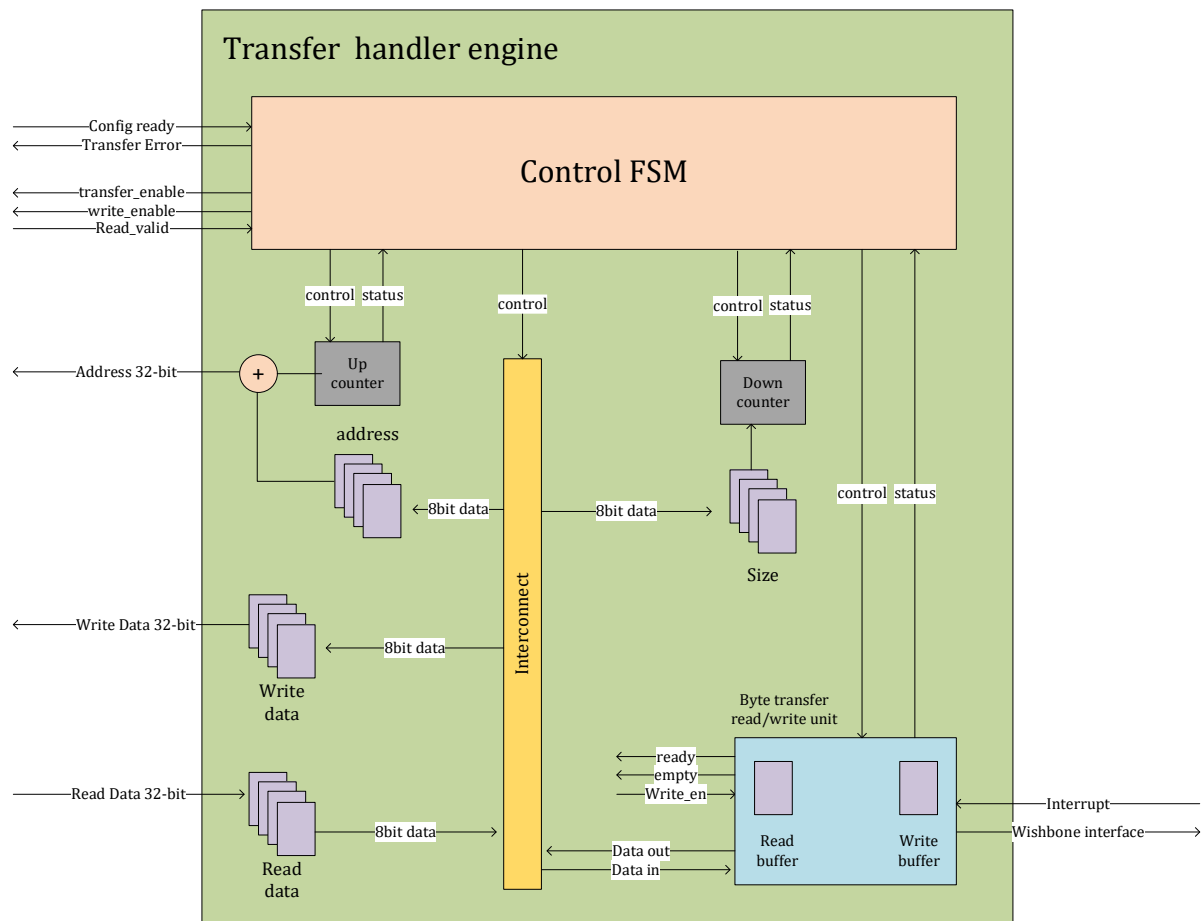 Transfer  handler engine
Config ready
Transfer Error
Control FSM
transfer_enable
write_enable
Read_valid
control
status
control
control
status
Up
counter
Address 32-bit
+
Down
counter
address
8bit data
8bit data
control
status
Size
Interconnect
Write Data 32-bit
8bit data
Write
data
Byte transfer
read/write unit
ready
empty
Write_en
Read Data 32-bit
8bit data
Interrupt
Wishbone interface
Read
buffer
Write
buffer
Data out
Data in
Read
data